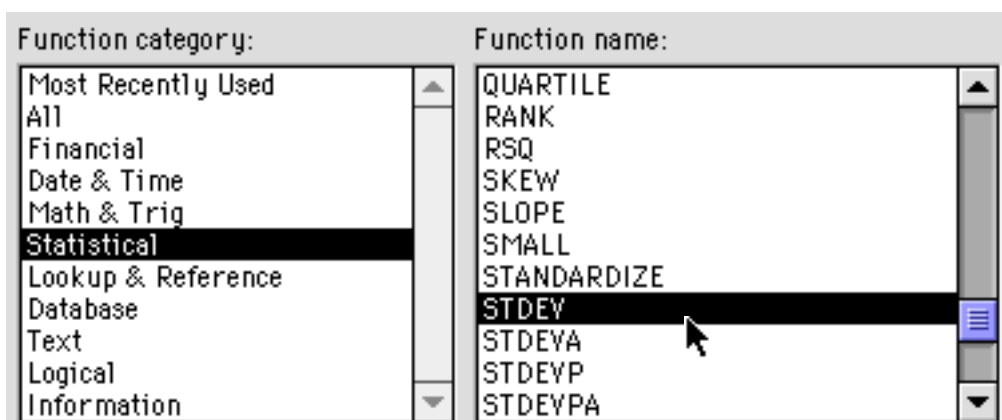 Function category:
Most Recently Used
All
Financial
Date & Time
Math & Trig
Statistical
Lookup & Reference
Database
Text
Logical
Information
Function name:
QUARTILE
RANK
RSQ
SKEW
SLOPE
SMALL
STANDARDIZE
STDEV
STDEVA
STDEVP
STDEVPA